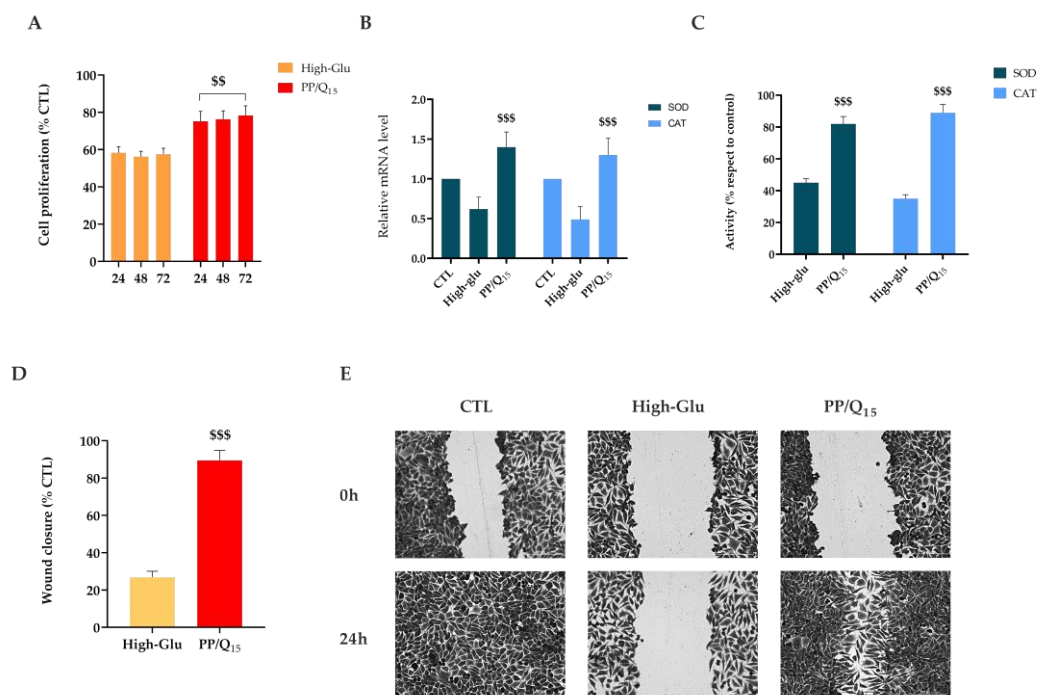 A
High-Glu
PP/Q15
$$
Cell proliferation (% CTL)
100
80
60
40
20
0
24 48 72 24 48 72
B
SOD
CAT
$$$ $$$
Relative mRNA level
2.0
1.5
1.0
0.5
0.0
CTL High-glu PP/Q15 CTL High-glu PP/Q15
C
SOD
CAT
$$$ $$$
Activity (% respect to control)
100
80
60
40
20
0
High-glu PP/Q15 High-glu PP/Q15
D
$$$
Wound closure (% CTL)
100
80
60
40
20
0
High-Glu PP/Q15
E
CTL High-Glu PP/Q15
0h
24h